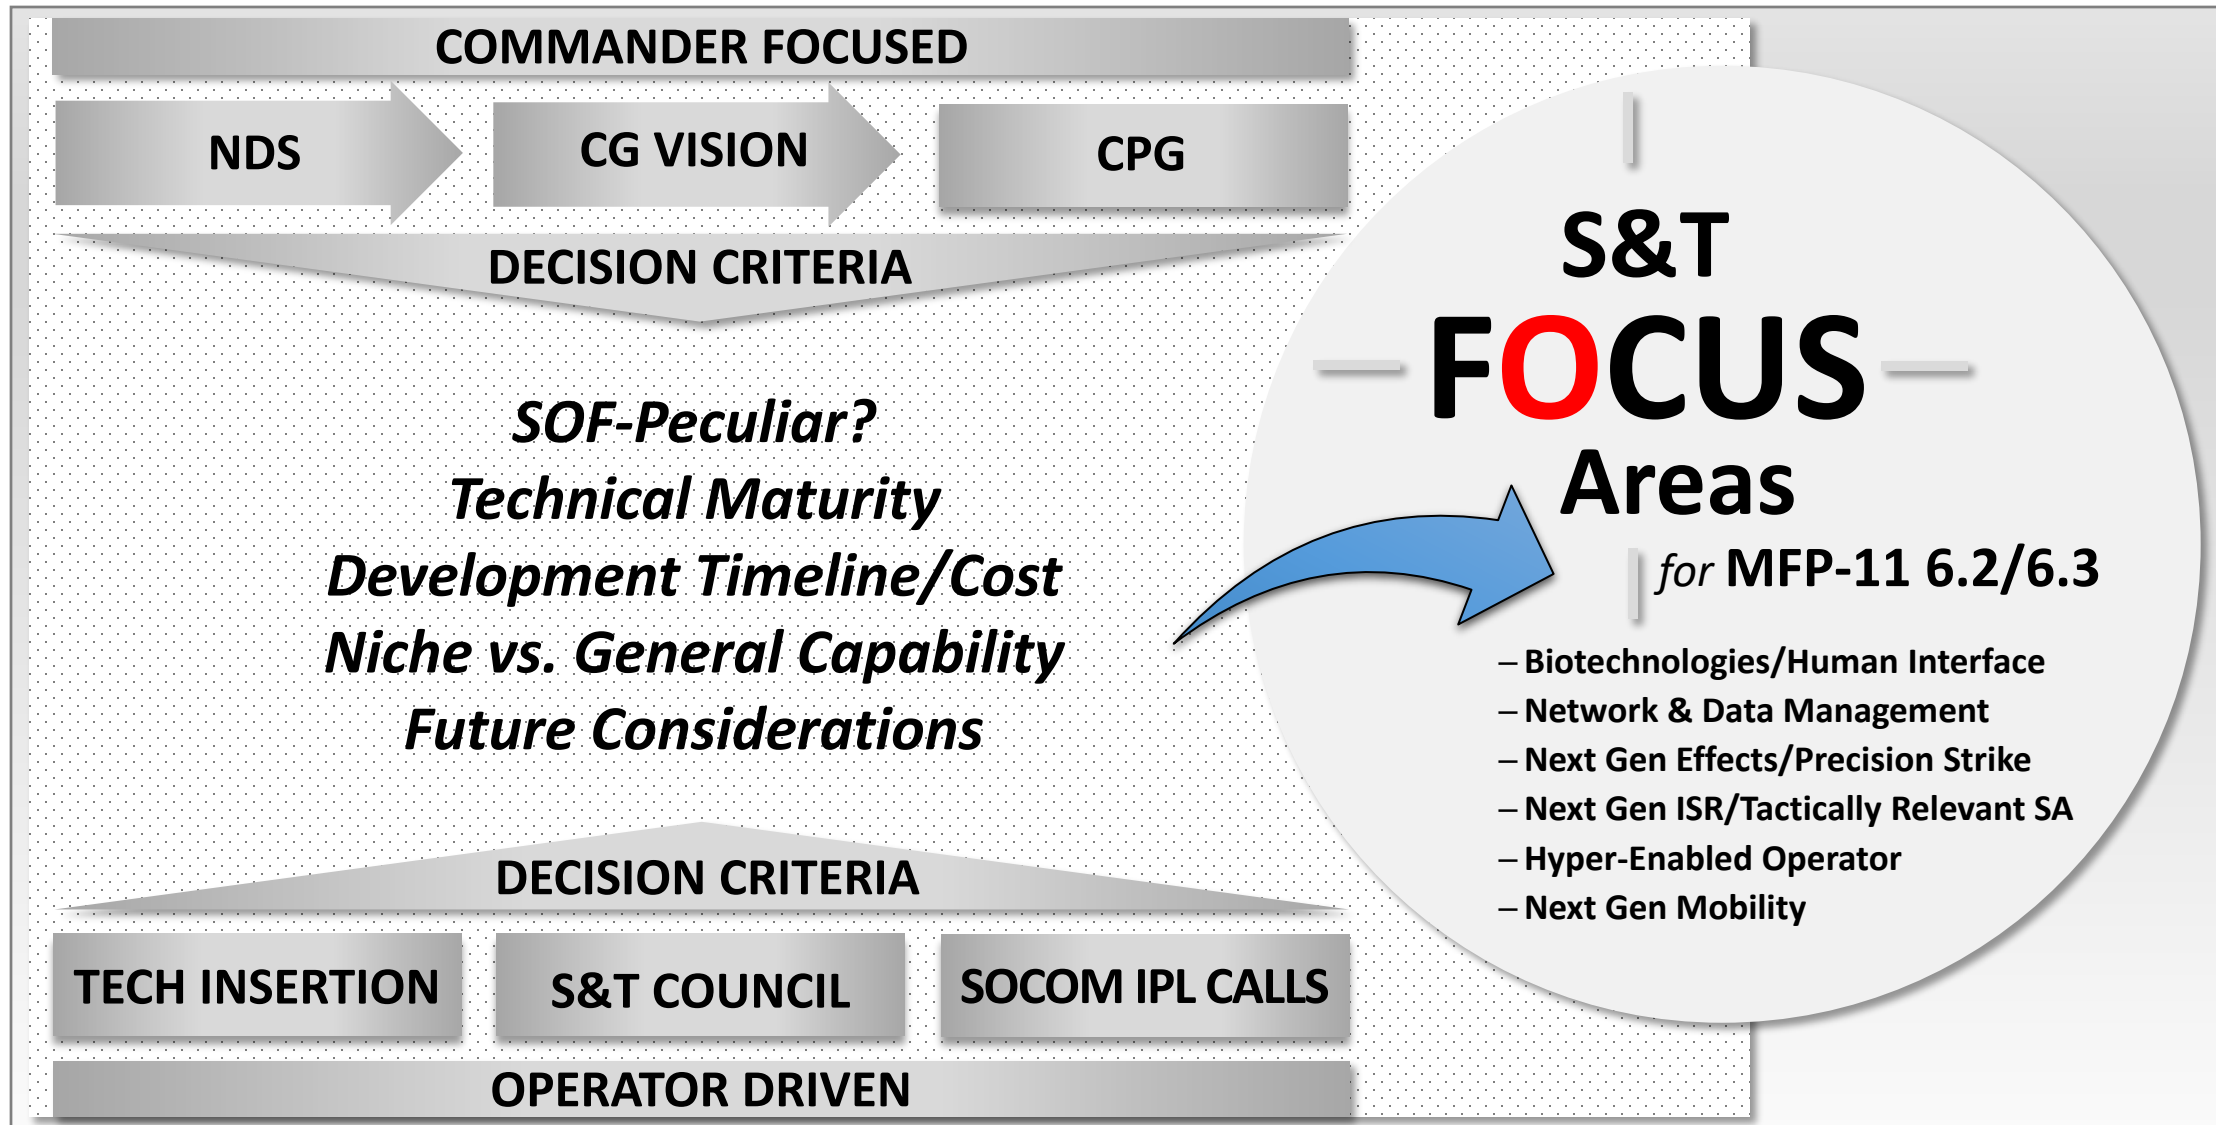 COMMANDER FOCUSED
NDS
CG VISION
CPG
DECISION CRITERIA
SOF-Peculiar?
Technical Maturity
Development Timeline/Cost
Niche vs. General Capability
Future Considerations
DECISION CRITERIA
TECH INSERTION
S&T COUNCIL
SOCOM IPL CALLS
OPERATOR DRIVEN
S&T
FOCUS
Areas
for MFP-11 6.2/6.3
– Biotechnologies/Human Interface
– Network & Data Management
– Next Gen Effects/Precision Strike
– Next Gen ISR/Tactically Relevant SA
– Hyper-Enabled Operator
– Next Gen Mobility